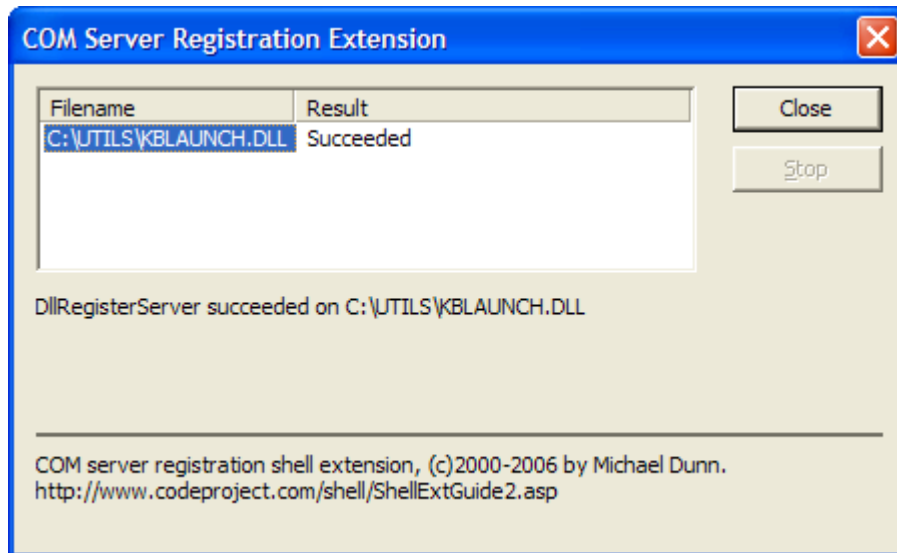 COM Server Registration Extension
Filename Result
Close
C:\UTILS\KBLAUNCH.DLL Succeeded
Stop
DllRegisterServer succeeded on C:\UTILS\KBLAUNCH.DLL
COM server registration shell extension, (c)2000-2006 by Michael Dunn.
http://www.codeproject.com/shell/ShellExtGuide2.asp